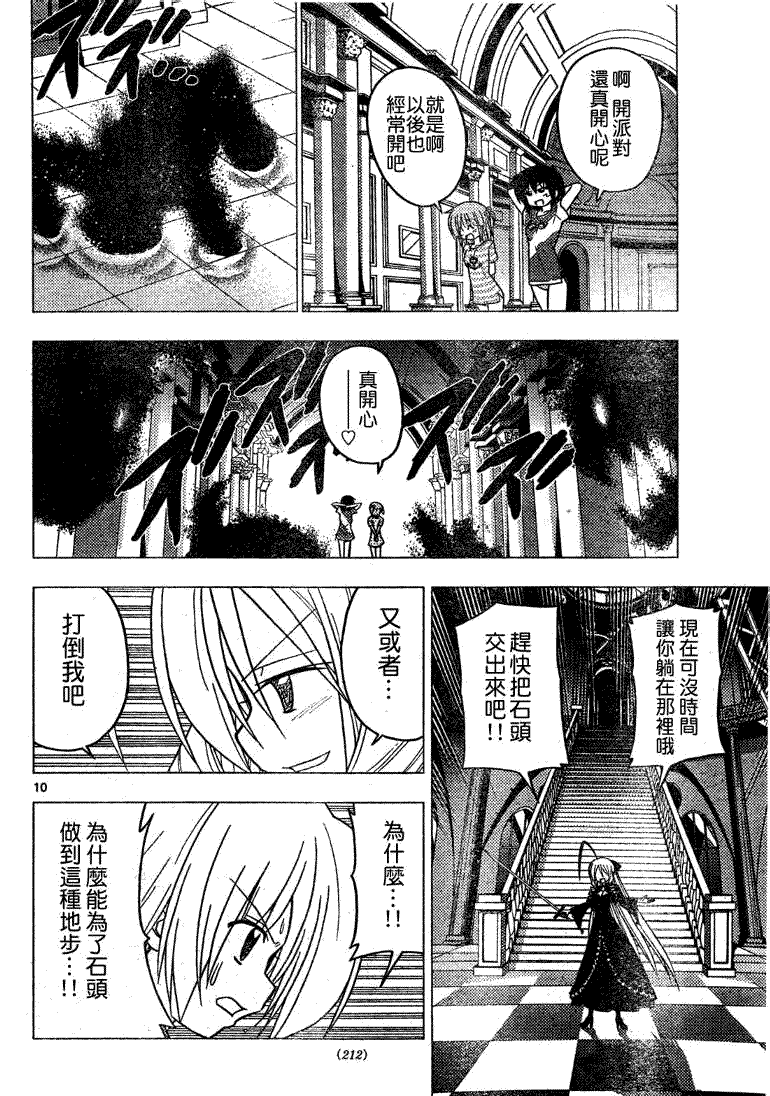 啊 開派對
還真開心呢
就是啊
以後也
經常開吧
ズズ…
ズズ
真開心
——♡
ズズズ
現在可沒時間
讓你躺在那裡哦
趕快把石頭
交出來吧!!
又或者…
打倒我吧
為什麼…!!
為什麼能為了石頭
做到這種地步…!!
10
(212)